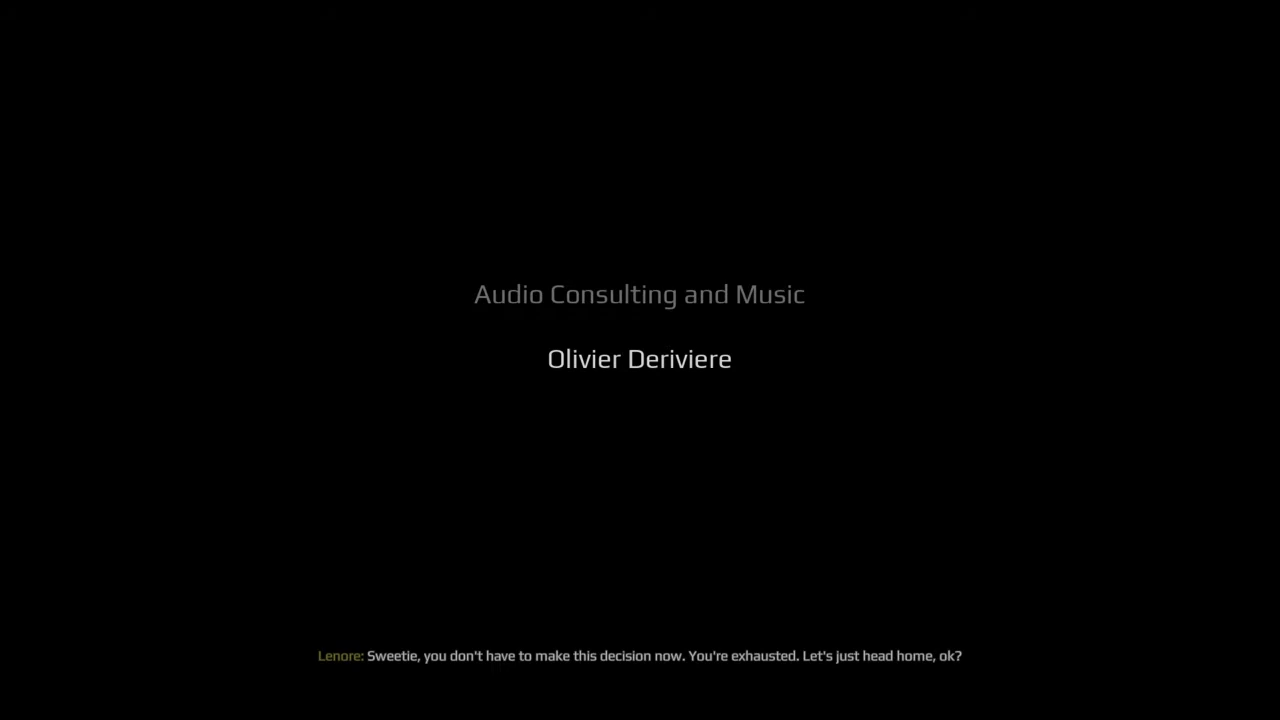 Audio Consulting and Music
Olivier Deriviere
Lenore: Sweetie, you don't have to make this decision now. You're exhausted. Let's just head home, ok?